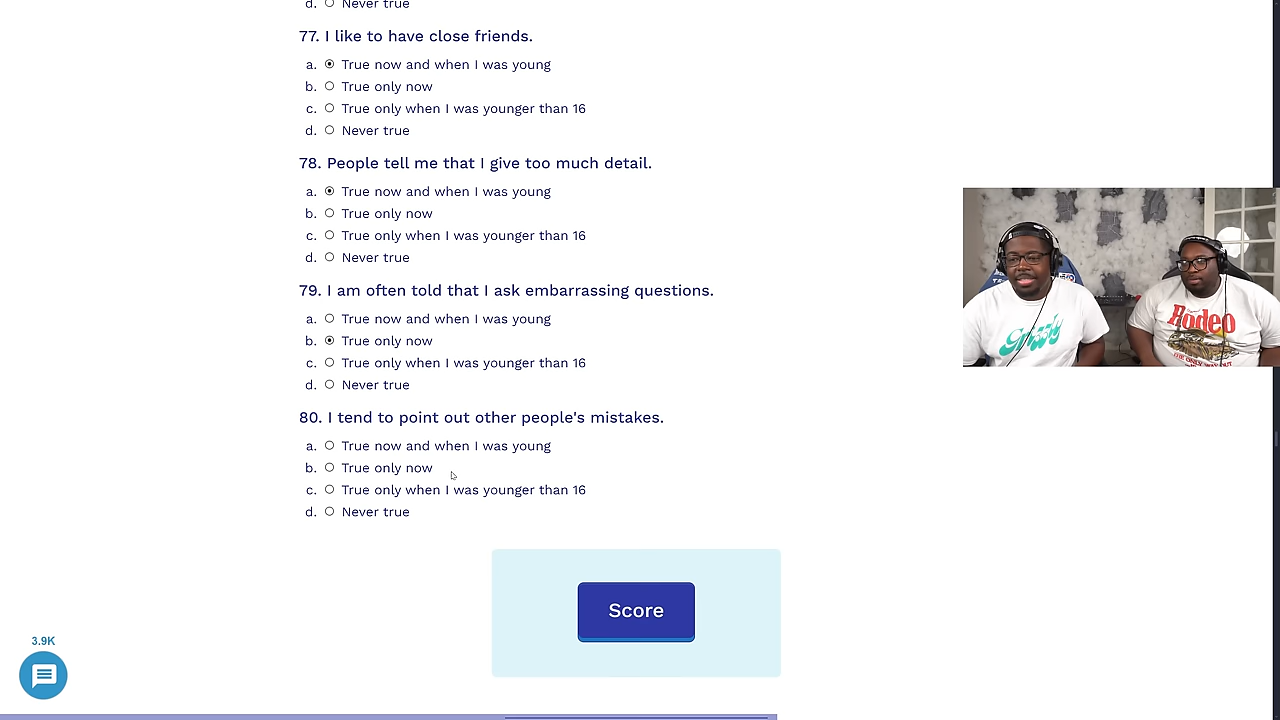 d. Never true
77. I like to have close friends.
a. True now and when I was young
b. True only now
c. True only when I was younger than 16
d. Never true
78. People tell me that I give too much detail.
a. True now and when I was young
b. True only now
c. True only when I was younger than 16
d. Never true
79. I am often told that I ask embarrassing questions.
a. True now and when I was young
b. True only now
c. True only when I was younger than 16
d. Never true
80. I tend to point out other people's mistakes.
a. True now and when I was young
b. True only now
c. True only when I was younger than 16
d. Never true
Score
3.9K
Rodeo